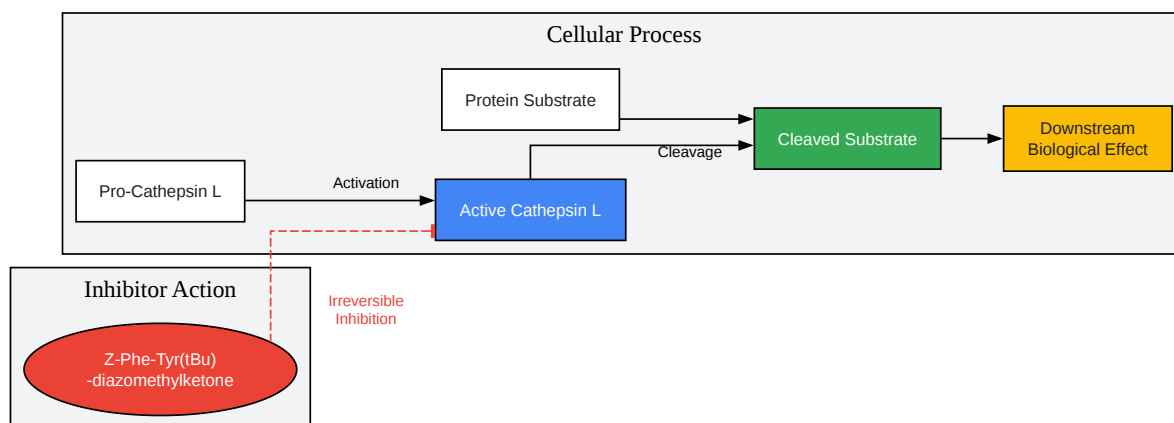 Cellular Process
Protein Substrate
Cleaved Substrate
Downstream
Biological Effect
Cleavage
Pro-Cathepsin L
Activation
Active Cathepsin L
Inhibitor Action
Irreversible
Inhibition
Z-Phe-Tyr(tBu)
-diazomethylketone